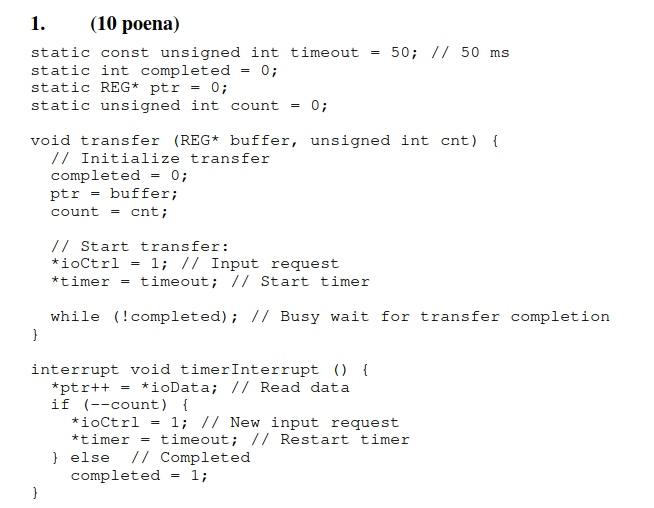 1. (10 poena)
static const unsigned int timeout = 50; // 50 ms
static int completed = 0;
static REG* ptr = 0;
static unsigned int count = 0;
void transfer (REG* buffer, unsigned int cnt) {
// Initialize transfer
completed = 0;
ptr = buffer;
count = cnt;
// Start transfer:
*ioCtrl = 1; // Input request
*timer = timeout; // Start timer
while (!completed); // Busy wait for transfer completion
}
interrupt void timerInterrupt () {
*ptr++ = *ioData; // Read data
if (--count) {
*ioCtrl = 1; // New input request
*timer = timeout; // Restart timer
} else // Completed
completed = 1;
}